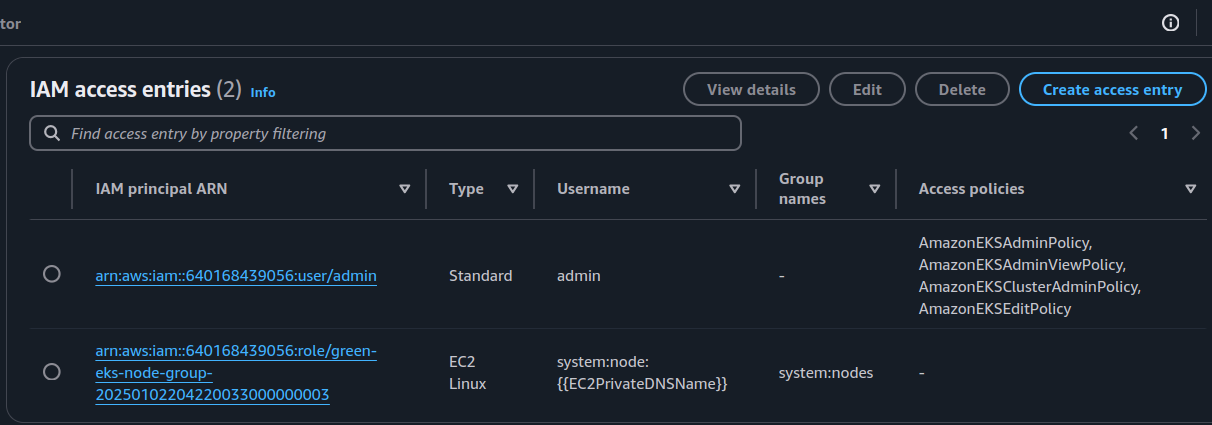 tor
IAM access entries (2) Info
View details Edit Delete Create access entry
Find access entry by property filtering
1
IAM principal ARN Type Username Group names Access policies
arn:aws:iam::640168439056:user/admin Standard admin - AmazonEKSAdminPolicy,
AmazonEKSAdminViewPolicy,
AmazonEKSClusterAdminPolicy,
AmazonEKSEditPolicy
arn:aws:iam::640168439056:role/green-
eks-node-group-
20250102204220033000000003
EC2
Linux
system:node:
{{EC2PrivateDNSName}}
system:nodes
-